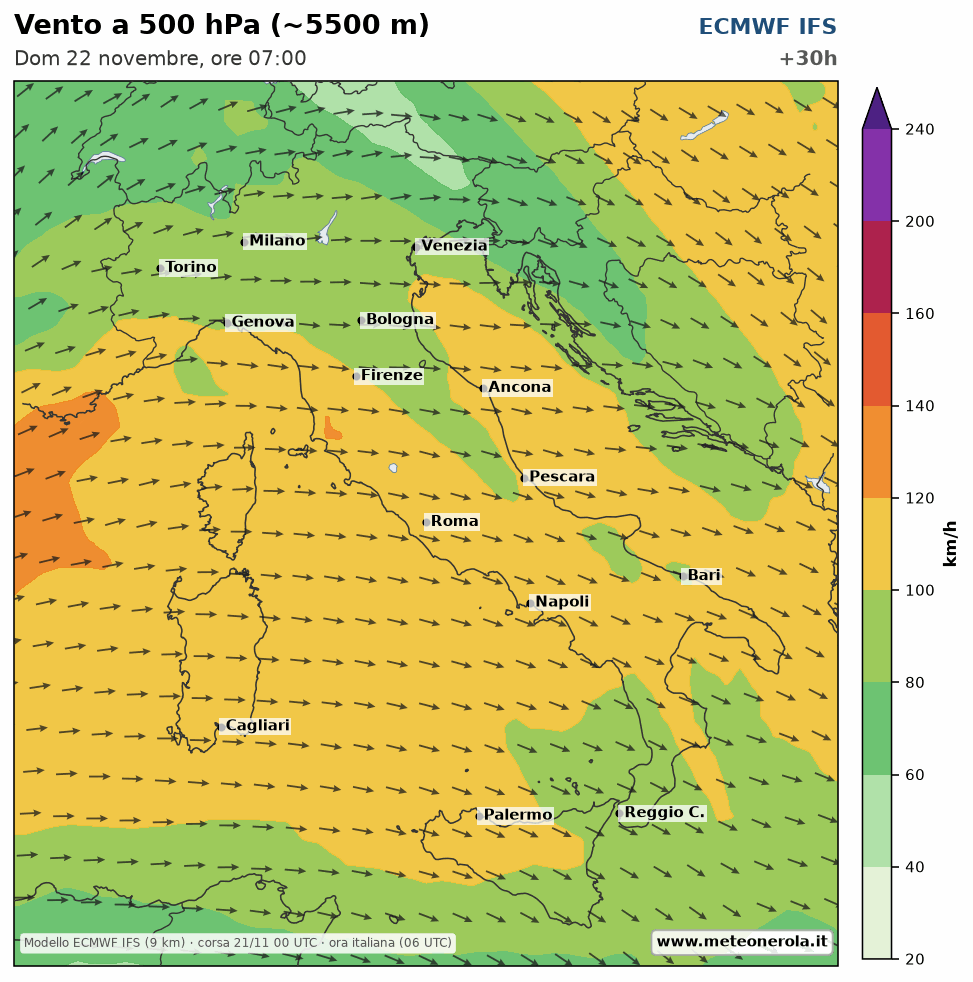 Vento a 500 hPa (~5500 m)
ECMWF IFS
Dom 22 novembre, ore 07:00
+30h
Milano
Venezia
Torino
Genova
Bologna
Firenze
Ancona
Pescara
Roma
Bari
Napoli
Cagliari
Palermo
Reggio C.
240
200
160
140
120
100
80
60
40
20
km/h
Modello ECMWF IFS (9 km) · corsa 21/11 00 UTC · ora italiana (06 UTC)
www.meteonerola.it